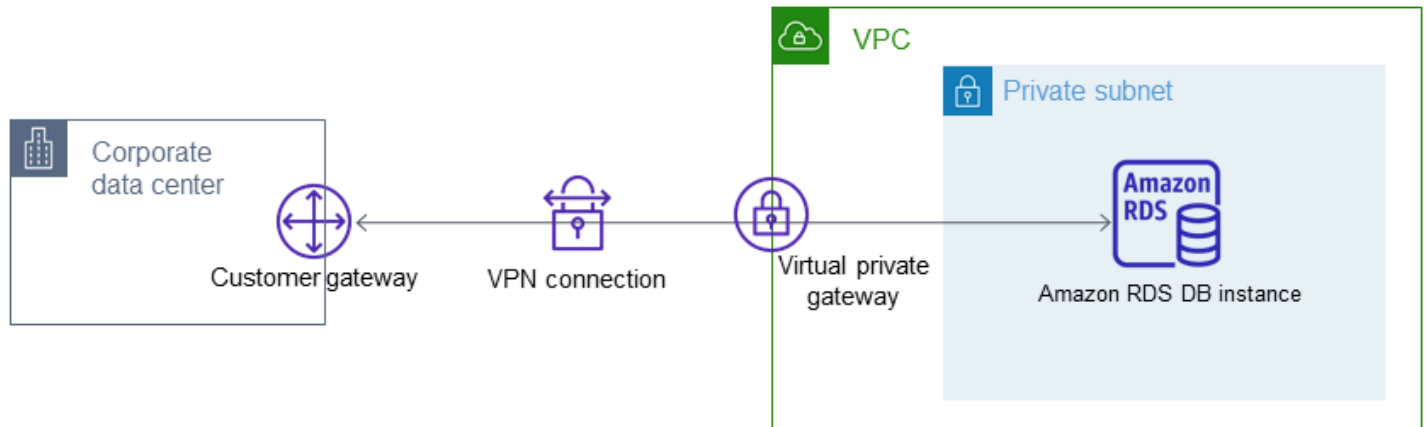 VPC
Private subnet
Corporate
data center
Amazon
RDS
Customer gateway
VPN connection
Virtual private
gateway
Amazon RDS DB instance